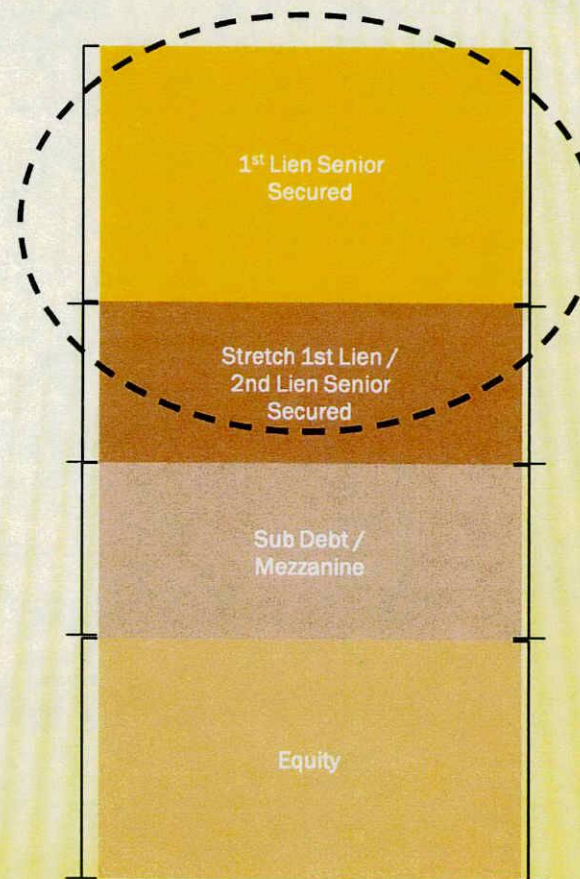 1st Lien Senior
Secured
Stretch 1st Lien /
2nd Lien Senior
Secured
Sub Debt /
Mezzanine
Equity